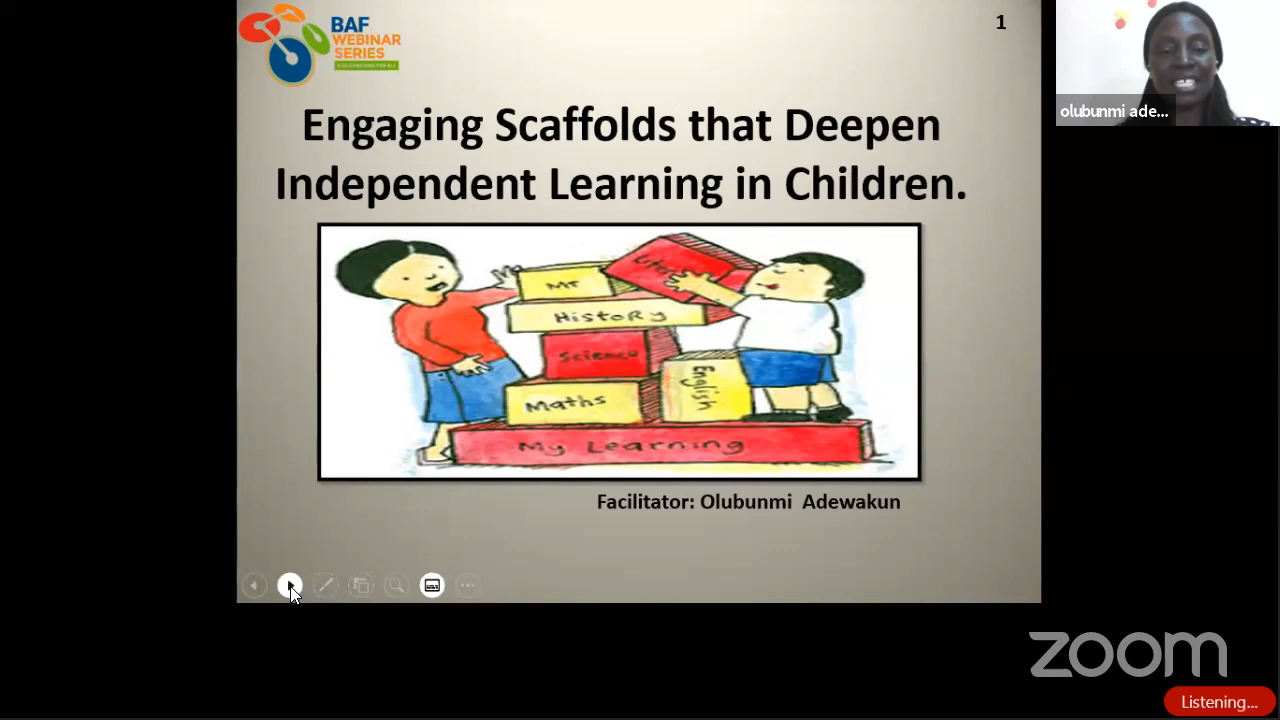 BAF
WEBINAR
SERIES
1
olubunmi ade...
Engaging Scaffolds that Deepen
Independent Learning in Children.
MT
History
Science
Maths
English
My Learning
Facilitator: Olubunmi Adewakun
zoom
Listening...